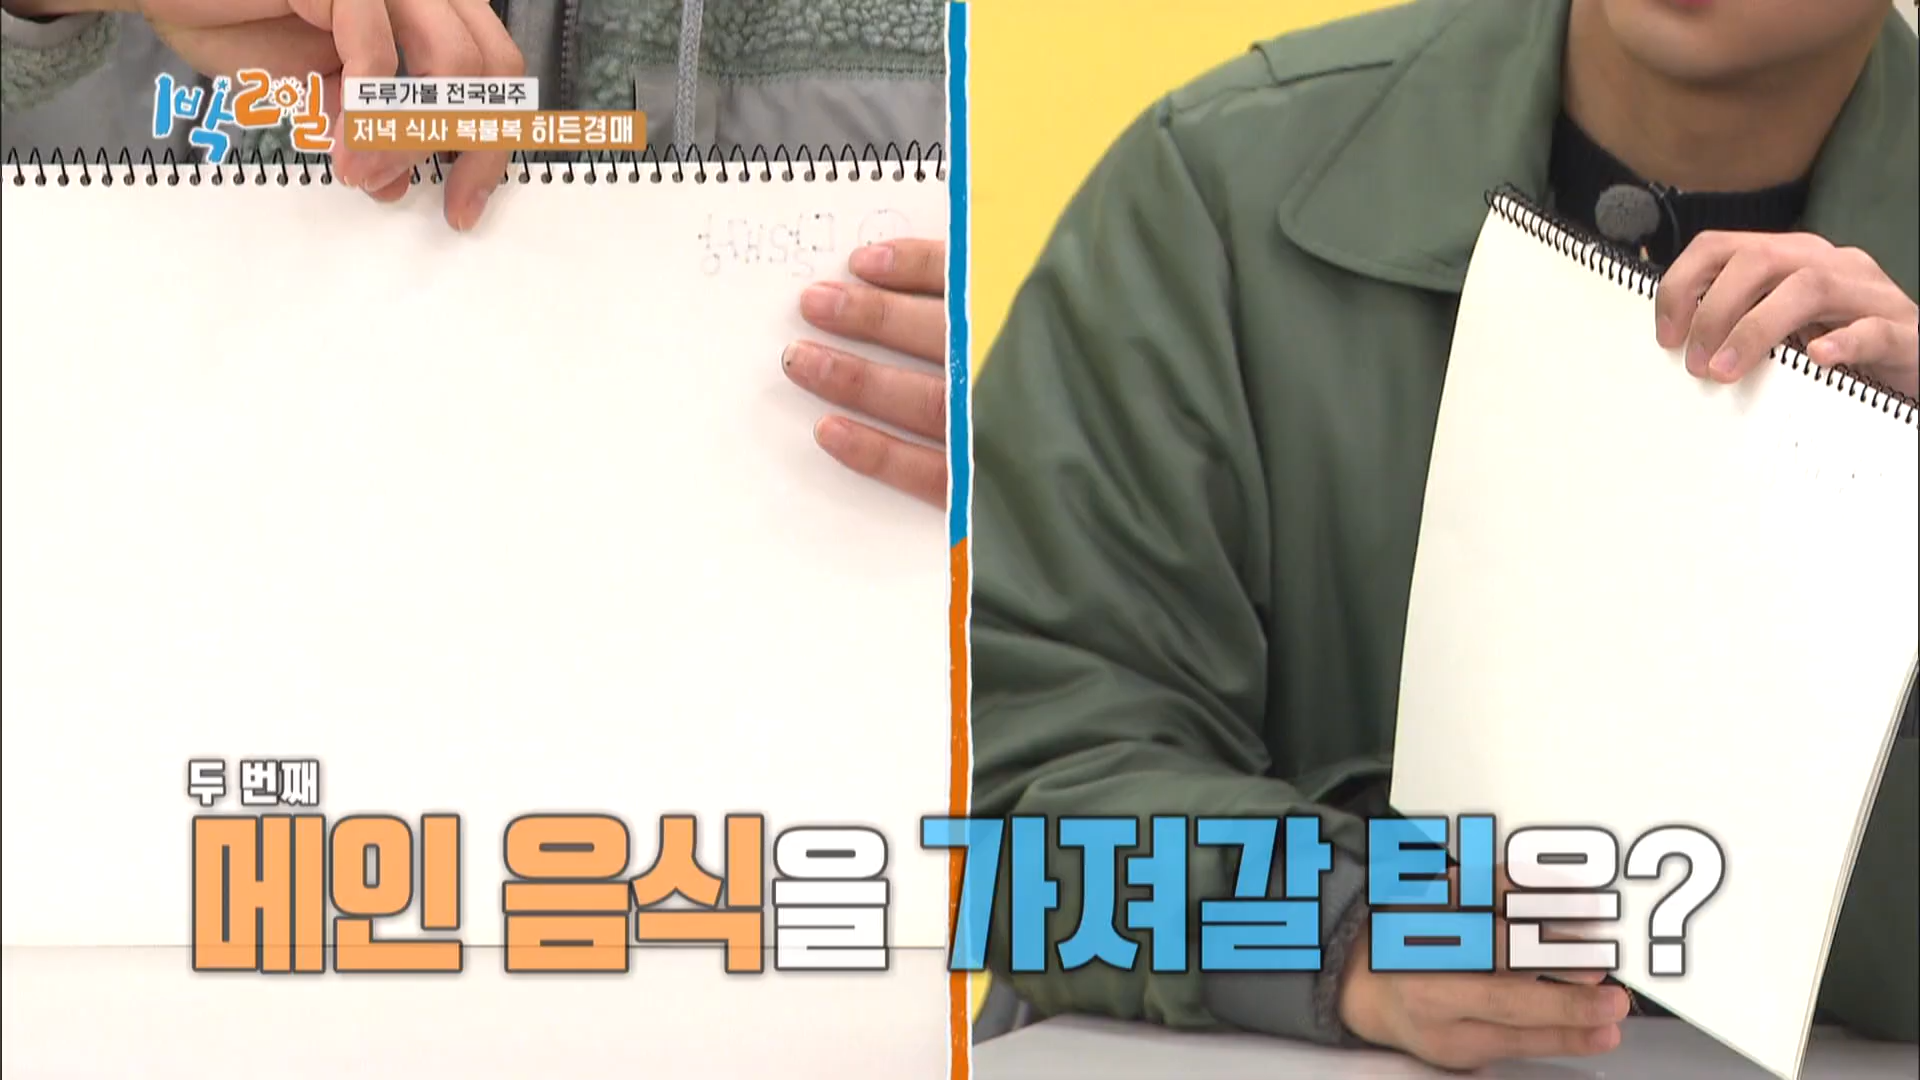 1박2일
두루가볼 전국일주
저녁 식사 복불복 히든경매
두 번째
메인 음식을 가져갈 팀은?